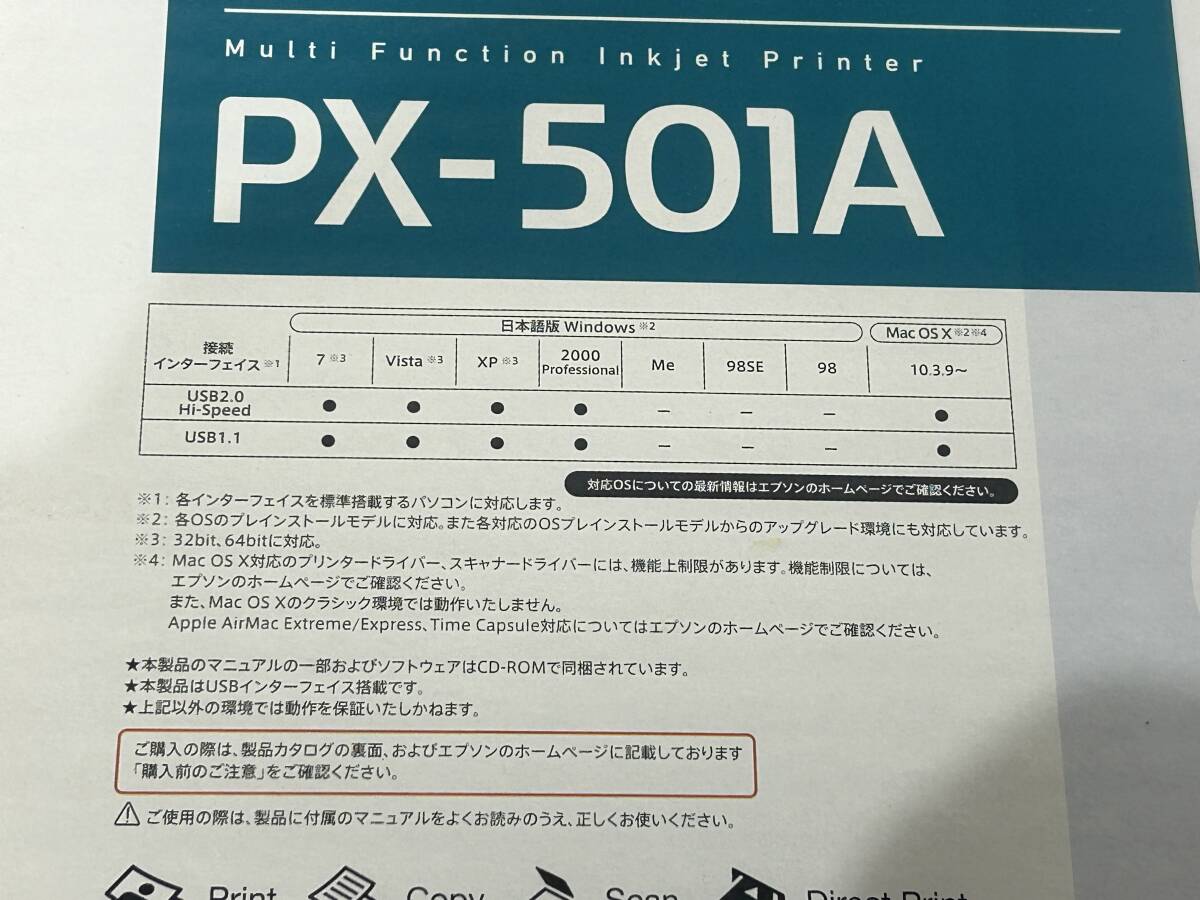 Multi Function Inkjet Printer
PX-501A
日本語版 Windows ※2
Mac OS X ※2※4
接続
インターフェイス ※1
7 ※3
Vista ※3
XP ※3
2000
Professional
Me
98SE
98
10.3.9〜
USB2.0
Hi-Speed
● ● ● ● − − − ●
USB1.1
● ● ● ● − − − ●
対応OSについての最新情報はエプソンのホームページでご確認ください。
※1: 各インターフェイスを標準搭載するパソコンに対応します。
※2: 各OSのプレインストールモデルに対応。また各対応のOSプレインストールモデルからのアップグレード環境にも対応しています。
※3: 32bit、64bitに対応。
※4: Mac OS X対応のプリンタードライバー、スキャナードライバーには、機能上制限があります。機能制限については、
エプソンのホームページでご確認ください。
また、Mac OS Xのクラシック環境では動作いたしません。
Apple AirMac Extreme/Express、Time Capsule対応についてはエプソンのホームページでご確認ください。
★本製品のマニュアルの一部およびソフトウェアはCD-ROMで同梱されています。
★本製品はUSBインターフェイス搭載です。
★上記以外の環境では動作を保証いたしかねます。
ご購入の際は、製品カタログの裏面、およびエプソンのホームページに記載しております
「購入前のご注意」をご確認ください。
⚠ ご使用の際は、製品に付属のマニュアルをよくお読みのうえ、正しくお使いください。
Print Copy Scan Direct Print